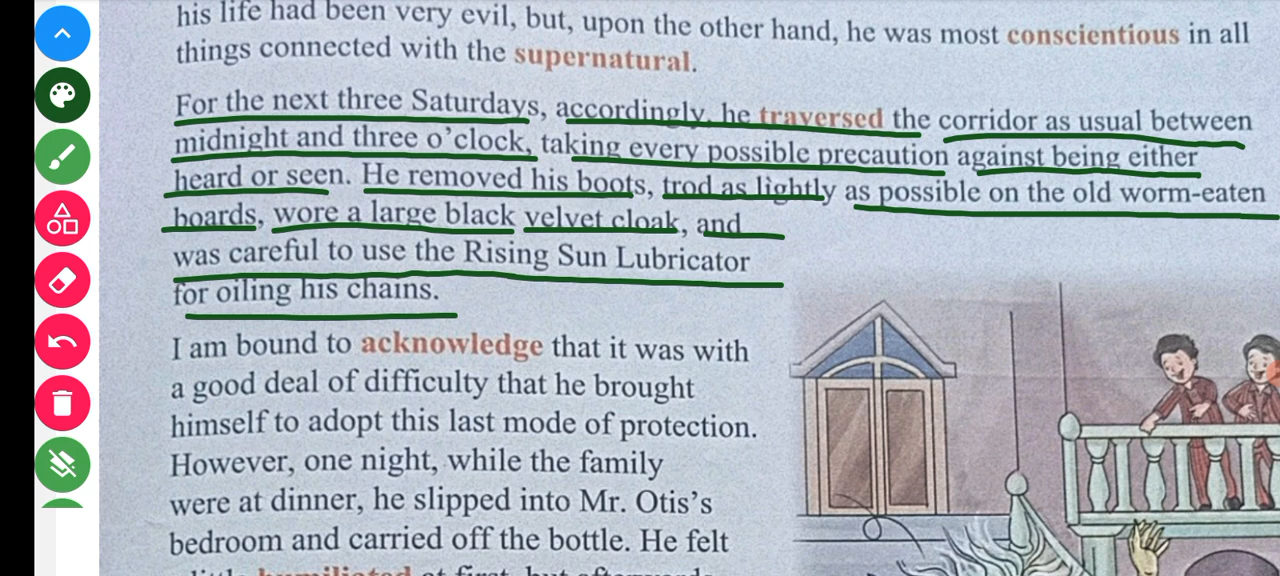 his life had been very evil, but, upon the other hand, he was most conscientious in all
things connected with the supernatural.
For the next three Saturdays, accordingly, he traversed the corridor as usual between
midnight and three o'clock, taking every possible precaution against being either
heard or seen. He removed his boots, trod as lightly as possible on the old worm-eaten
boards, wore a large black velvet cloak, and
was careful to use the Rising Sun Lubricator
for oiling his chains.
I am bound to acknowledge that it was with
a good deal of difficulty that he brought
himself to adopt this last mode of protection.
However, one night, while the family
were at dinner, he slipped into Mr. Otis's
bedroom and carried off the bottle. He felt